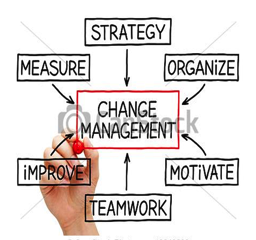 STRATEGY
MEASURE
ORGANiZE
CHANGE
MANAGEMENT
iMPROVE
MOTiVATE
TEAMWORK